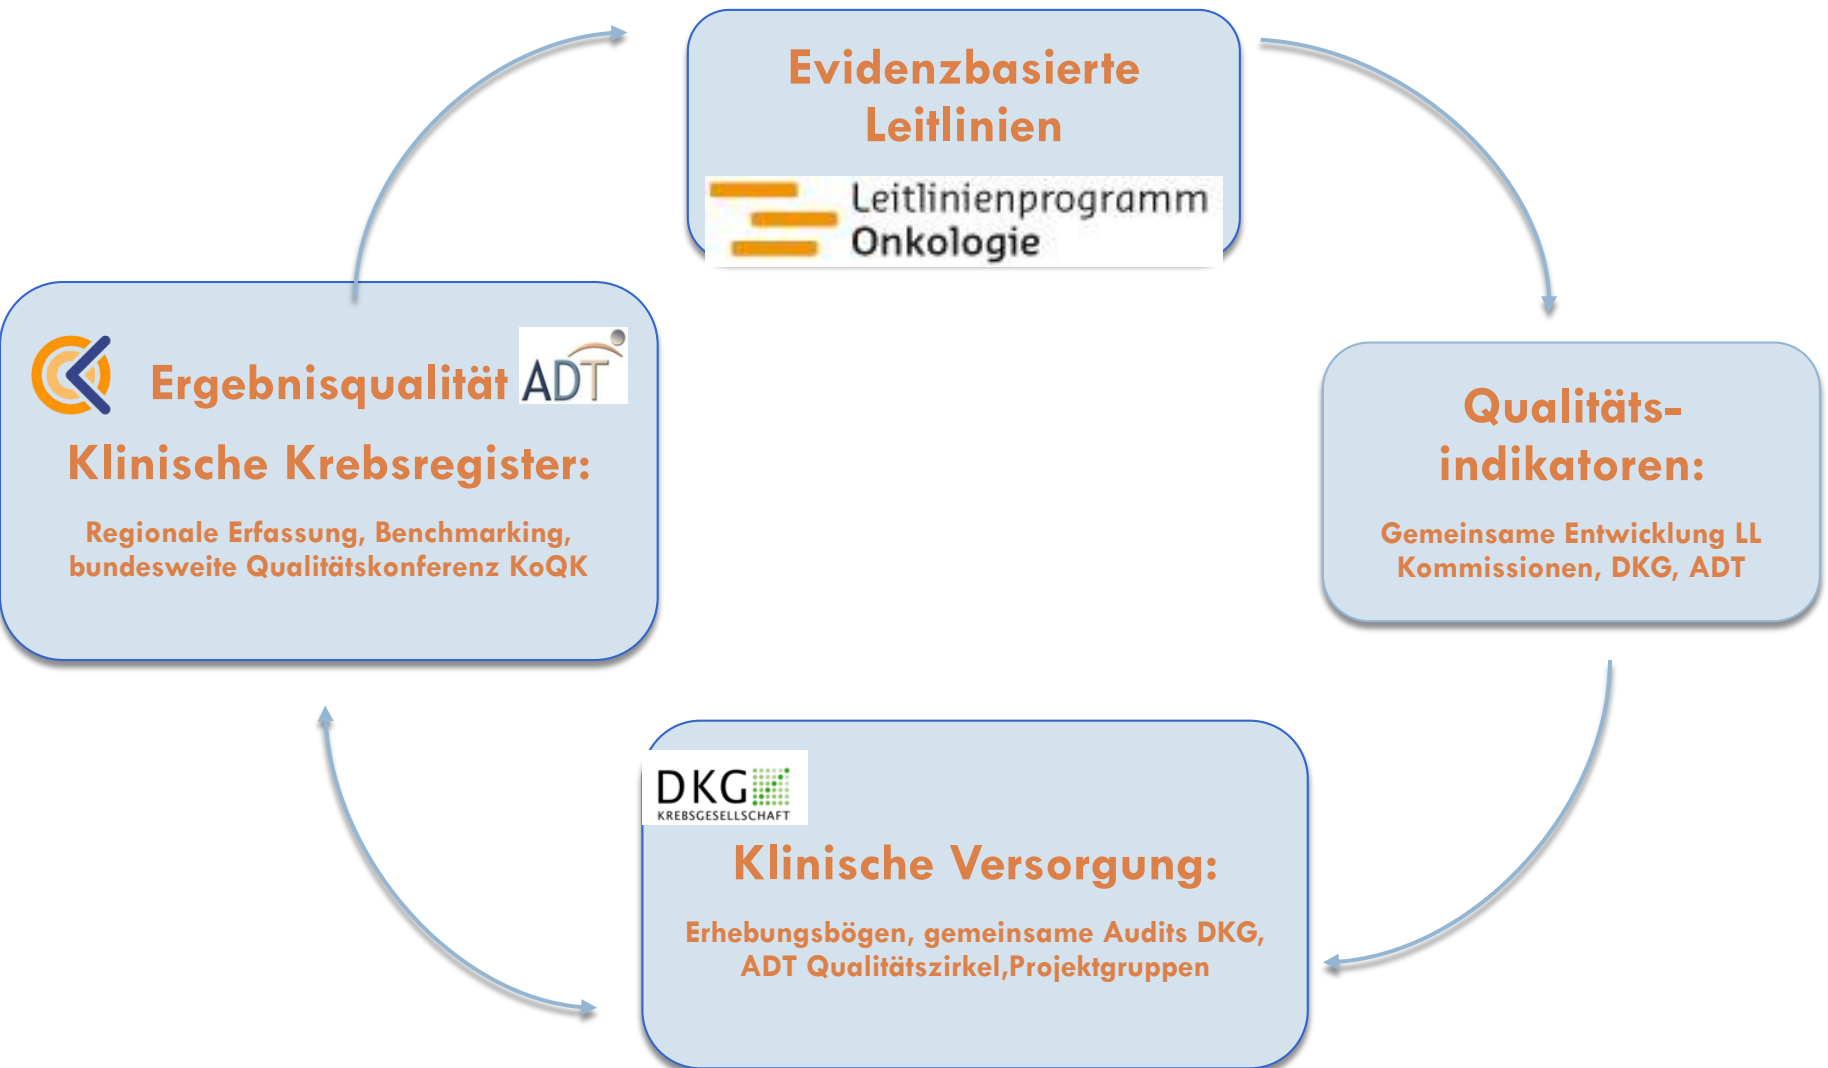 Evidenzbasierte
Leitlinien
Leitlinienprogramm
Onkologie
Ergebnisqualität
ADT
Klinische Krebsregister:
Regionale Erfassung, Benchmarking,
bundesweite Qualitätskonferenz KoQK
Qualitäts-
indikatoren:
Gemeinsame Entwicklung LL
Kommissionen, DKG, ADT
DKG
KREBSGESELLSCHAFT
Klinische Versorgung:
Erhebungsbögen, gemeinsame Audits DKG,
ADT Qualitätszirkel,Projektgruppen